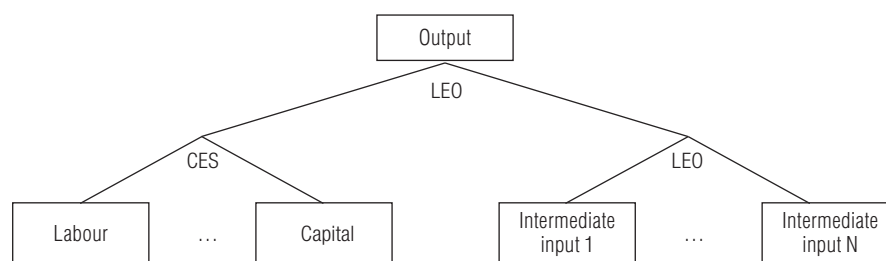 Output
LEO
CES
LEO
Labour
...
Capital
Intermediate
input 1
...
Intermediate
input N